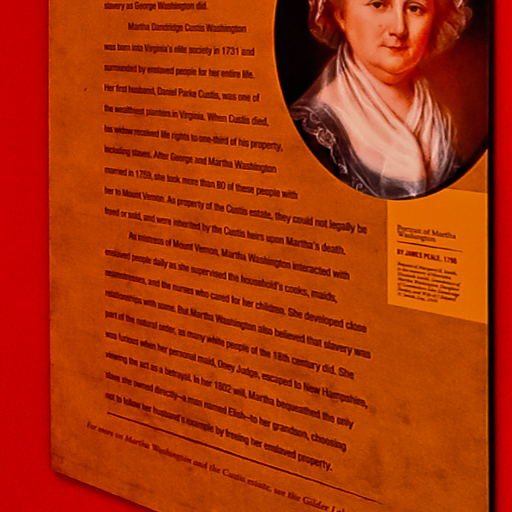 slavery as George Washington did.
Martha Dandridge Custis Washington
was born into Virginia's elite society in 1731 and
surrounded by enslaved people for her entire life.
Her first husband, Daniel Parke Custis, was one of
the wealthiest planters in Virginia. When Custis died,
his widow received life rights to one-third of his property,
including slaves. After George and Martha Washington
married in 1759, she took more than 80 of these people with
her to Mount Vernon. As property of the Custis estate, they could not legally be
freed or sold, and were inherited by the Custis heirs upon Martha's death.
As mistress of Mount Vernon, Martha Washington interacted with
enslaved people daily as she supervised the household's cooks, maids,
seamstresses, and the nurses who cared for her children. She developed close
relationships with some. But Martha Washington also believed that slavery was
part of the natural order, as many white people of the 18th century did. She
was furious when her personal maid, Oney Judge, escaped to New Hampshire,
viewing the act as a betrayal. In her 1802 will, Martha bequeathed the only
slave she owned directly–a man named Elish–to her grandson, choosing
not to follow her husband's example by freeing her enslaved property.
For more on Martha Washington and the Custis estate, see the Gilder
Portrait of Martha
Washington
BY JAMES PEALE, 1796